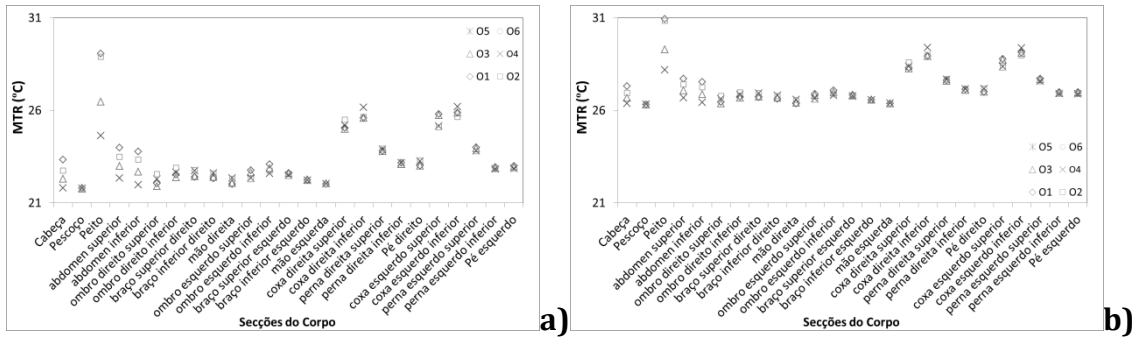 31
26
21
MTR (°C)
O5 O6
O3 O4
O1 O2
Cabeça
Pescoço
Peito
abdomen superior
abdomen inferior
ombro direito superior
ombro direito inferior
braço superior direito
braço inferior direito
mão direita
ombro esquerdo superior
ombro esquerdo inferior
braço superior esquedo
braço inferior esquerdo
mão esquerda
coxa direita superior
coxa direita inferior
perna direita superior
perna direita inferior
Pé direito
coxa esquerdo superior
coxa esquerdo inferior
perna esquerdo superior
perna esquerdo inferior
Pé esquerdo
Secções do Corpo
a)
31
26
21
MTR (°C)
O5 O6
O3 O4
O1 O2
Cabeça
Pescoço
Peito
abdomen superior
abdomen inferior
ombro direito superior
ombro direito inferior
braço superior direito
braço inferior direito
mão direita
ombro esquerdo superior
ombro esquerdo inferior
braço superior esquedo
braço inferior esquerdo
mão esquerda
coxa direita superior
coxa direita inferior
perna direita superior
perna direita inferior
Pé direito
coxa esquerdo superior
coxa esquerdo inferior
perna esquerdo superior
perna esquerdo inferior
Pé esquerdo
Secções do Corpo
b)